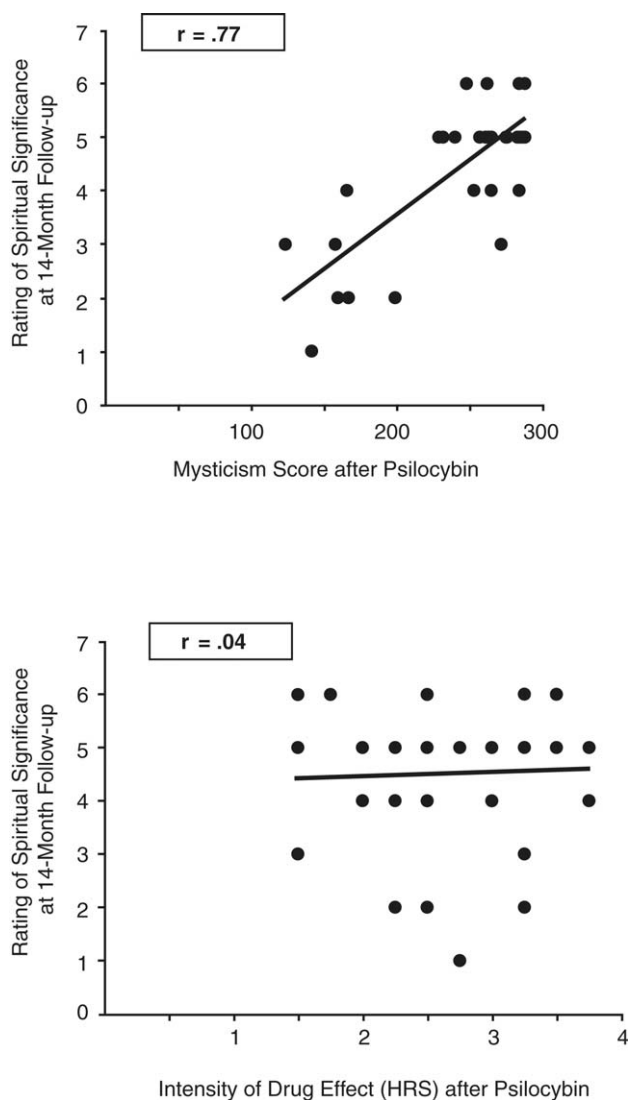 r = .77
Rating of Spiritual Significance
at 14-Month Follow-up
7
6
5
4
3
2
1
0
100 200 300
Mysticism Score after Psilocybin
r = .04
Rating of Spiritual Significance
at 14-Month Follow-up
7
6
5
4
3
2
1
0
1 2 3 4
Intensity of Drug Effect (HRS) after Psilocybin